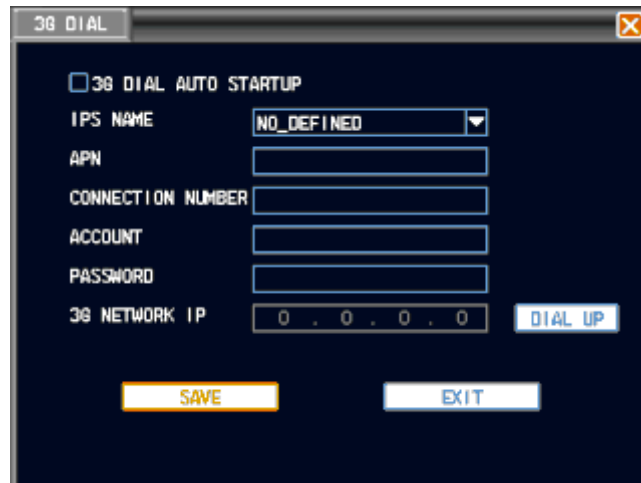 3G DIAL
3G DIAL AUTO STARTUP
IPS NAME NO_DEFINED
APN
CONNECTION NUMBER
ACCOUNT
PASSWORD
3G NETWORK IP 0 . 0 . 0 . 0 DIAL UP
SAVE EXIT